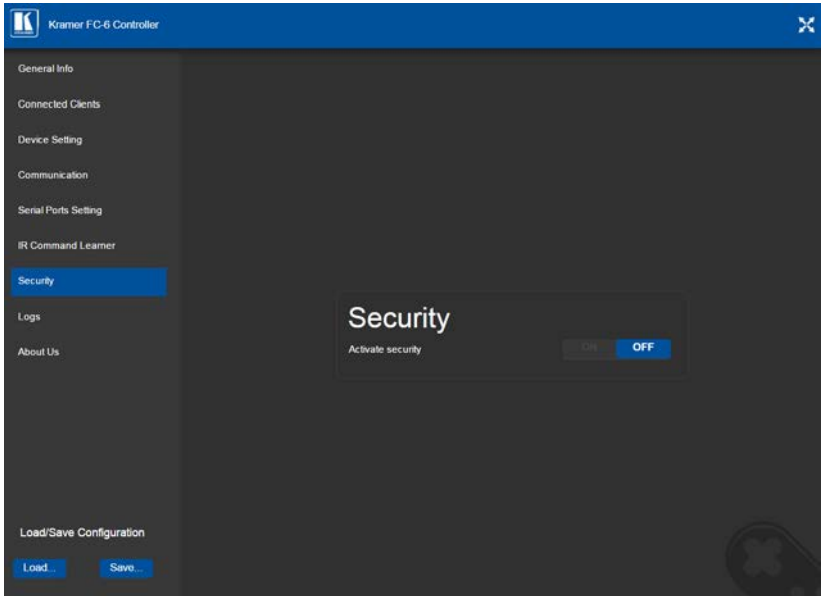 Kramer FC-6 Controller
General Info
Connected Clients
Device Setting
Communication
Serial Ports Setting
IR Command Learner
Security
Logs
About Us
Security
Activate security
ON OFF
Load/Save Configuration
Load... Save...